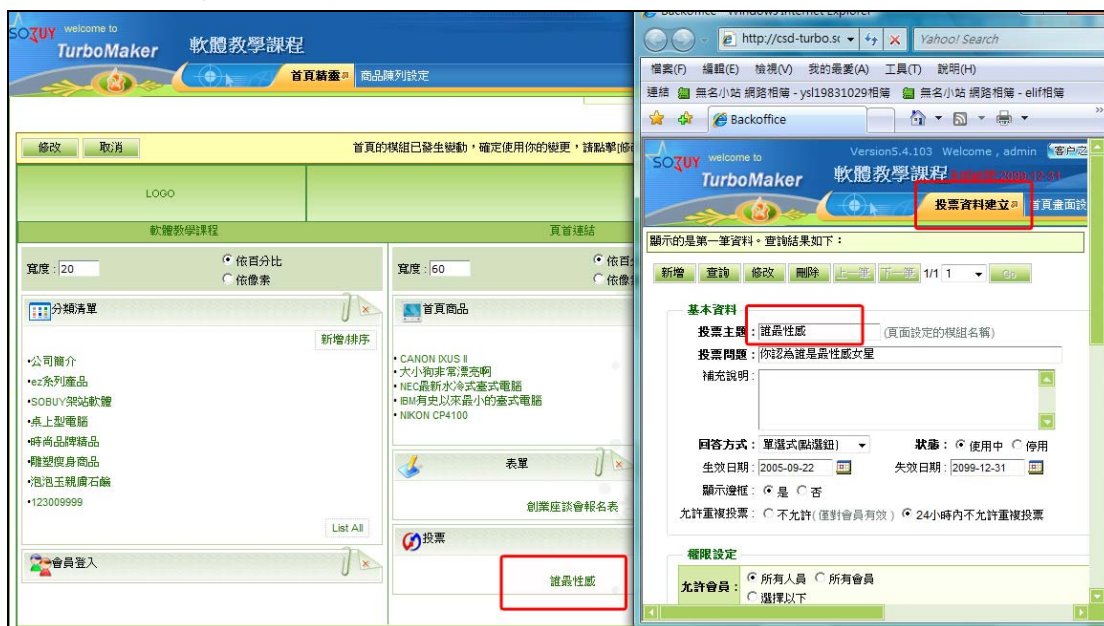 SOZUY welcome to
TurboMaker
軟體教學課程
首頁精靈
商品陳列設定
修改
取消
首頁的模組已發生變動，確定使用你的變更，請點擊[修改
LOGO
軟體教學課程
頁首連結
寬度: 20
依百分比
依像素
寬度: 60
分類清單
新增/排序
•公司簡介
•ez系列產品
•SOBUY架站軟體
•桌上型電腦
•時尚品牌精品
•雕塑瘦身商品
•泡泡玉親膚石鹼
•123009999
List All
會員登入
首頁商品
• CANON IXUS II
• 大小狗非常漂亮啊
• NEC最新水冷式臺式電腦
• IBM有史以來最小的臺式電腦
• NIKON CP4100
表單
創業座談會報名表
投票
誰最性感
Backoffice - Windows Internet Explorer
http://csd-turbo.sc
Yahoo! Search
檔案(F) 編輯(E) 檢視(V) 我的最愛(A) 工具(T) 說明(H)
連結 無名小站 網路相簿 - ysl19831029相簿 無名小站 網路相簿 - elif相簿
Backoffice
SOZUY welcome to
Version5.4.103 Welcome , admin
TurboMaker
軟體教學課程
2099-12-31
投票資料建立
首頁畫面設
顯示的是第一筆資料。查詢結果如下：
新增 查詢 修改 刪除 上一筆 下一筆 1/1 1 Go
基本資料
投票主題：誰最性感 (頁面設定的模組名稱)
投票問題：你認為誰是最性感女星
補充說明：
回答方式：單選式(點選鈕) 狀態： 使用中 停用
生效日期：2005-09-22 失效日期：2099-12-31
顯示邊框： 是 否
允許重複投票： 不允許(僅對會員有效) 24小時內不允許重複投票
權限設定
允許會員： 所有人員 所有會員
選擇以下